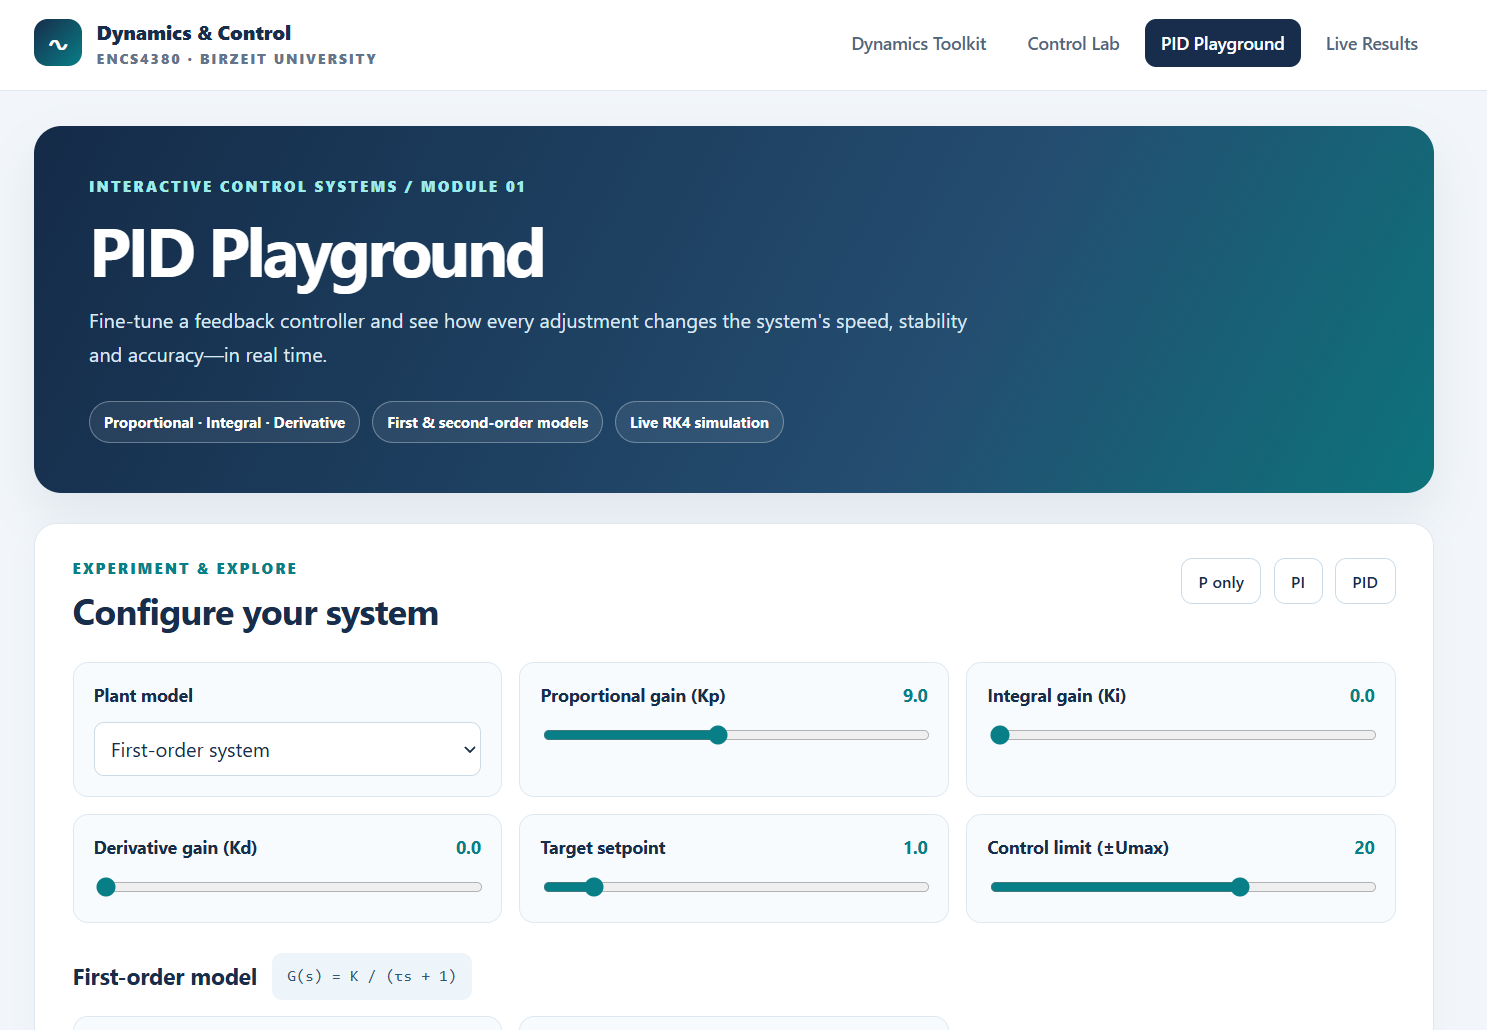 Dynamics & Control
ENCS4380 · BIRZEIT UNIVERSITY
Dynamics Toolkit
Control Lab
PID Playground
Live Results
INTERACTIVE CONTROL SYSTEMS / MODULE 01
PID Playground
Fine-tune a feedback controller and see how every adjustment changes the system's speed, stability
and accuracy—in real time.
Proportional · Integral · Derivative
First & second-order models
Live RK4 simulation
EXPERIMENT & EXPLORE
Configure your system
P only
PI
PID
Plant model
First-order system
Proportional gain (Kp) 9.0
Integral gain (Ki) 0.0
Derivative gain (Kd) 0.0
Target setpoint 1.0
Control limit (±Umax) 20
First-order model
G(s) = K / (τs + 1)